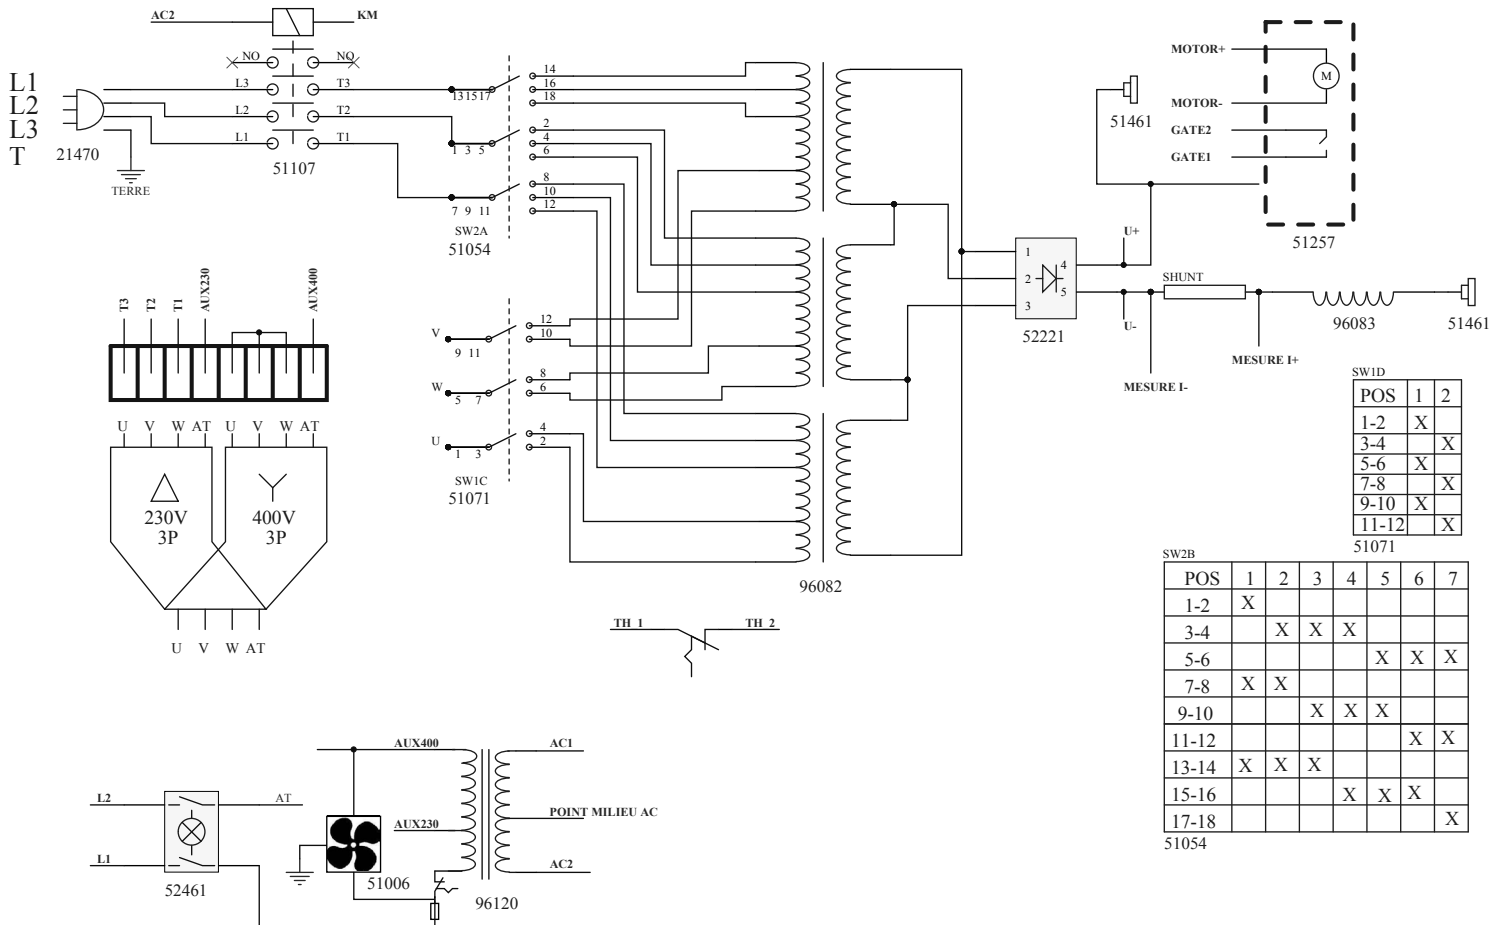 AC2 KM
NO NO
L1
L2
L3
T
21470
TERRE
L3 T3
L2 T2
L1 T1
51107
131517
14
16
18
1 3 5
2
4
6
7 9 11
8
10
12
SW2A
51054
V
9 11
12
10
W
5 7
8
6
U
1 3
4
2
SW1C
51071
96082
1
2
3
4
5
52221
U+
U-
51461
MOTOR+
M
MOTOR-
GATE2
GATE1
51257
SHUNT
MESURE I-
MESURE I+
96083
51461
T3 T2 T1 AUX230 AUX400
U V W AT U V W AT
230V
3P
400V
3P
U V W AT
TH 1 TH 2
SW1D
POS 1 2
1-2 X
3-4 X
5-6 X
7-8 X
9-10 X
11-12 X
51071
SW2B
POS 1 2 3 4 5 6 7
1-2 X
3-4 X X X
5-6 X X X
7-8 X X
9-10 X X X
11-12 X X
13-14 X X X
15-16 X X X
17-18 X
51054
L2 AT
L1
52461
51006
AUX400
AUX230
96120
AC1
POINT MILIEU AC
AC2